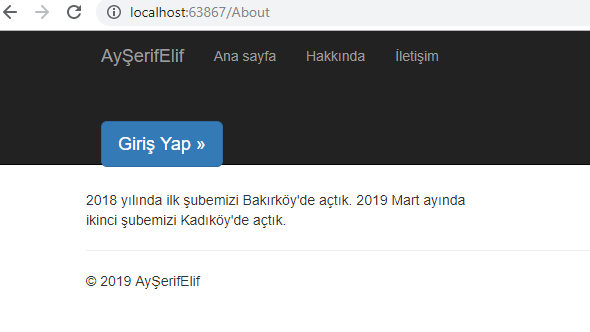 localhost:63867/About
AyŞerifElif Ana sayfa Hakkında İletişim
Giriş Yap »
2018 yılında ilk şubemizi Bakırköy'de açtık. 2019 Mart ayında
ikinci şubemizi Kadıköy'de açtık.
© 2019 AyŞerifElif